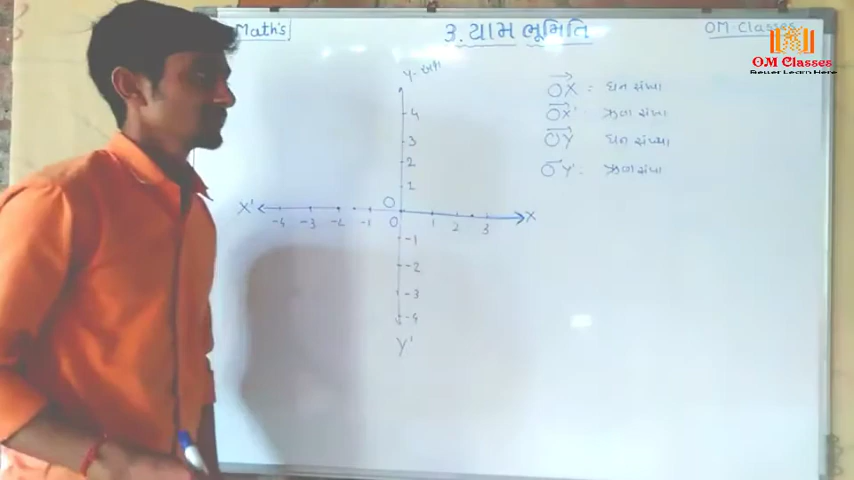 Math's
૩. યામ ભૂમિતિ
OM Classes
OM Classes
Better Learn Here
Y - અક્ષ
OX = ધન સંખ્યા
OX' ઋણ સંખ્યા
OY ધન સંખ્યા
OY' ઋણ સંખ્યા
4
3
2
1
O
X' X
-4 -3 -2 -1 0 1 2 3
-1
-2
-3
-4
Y'